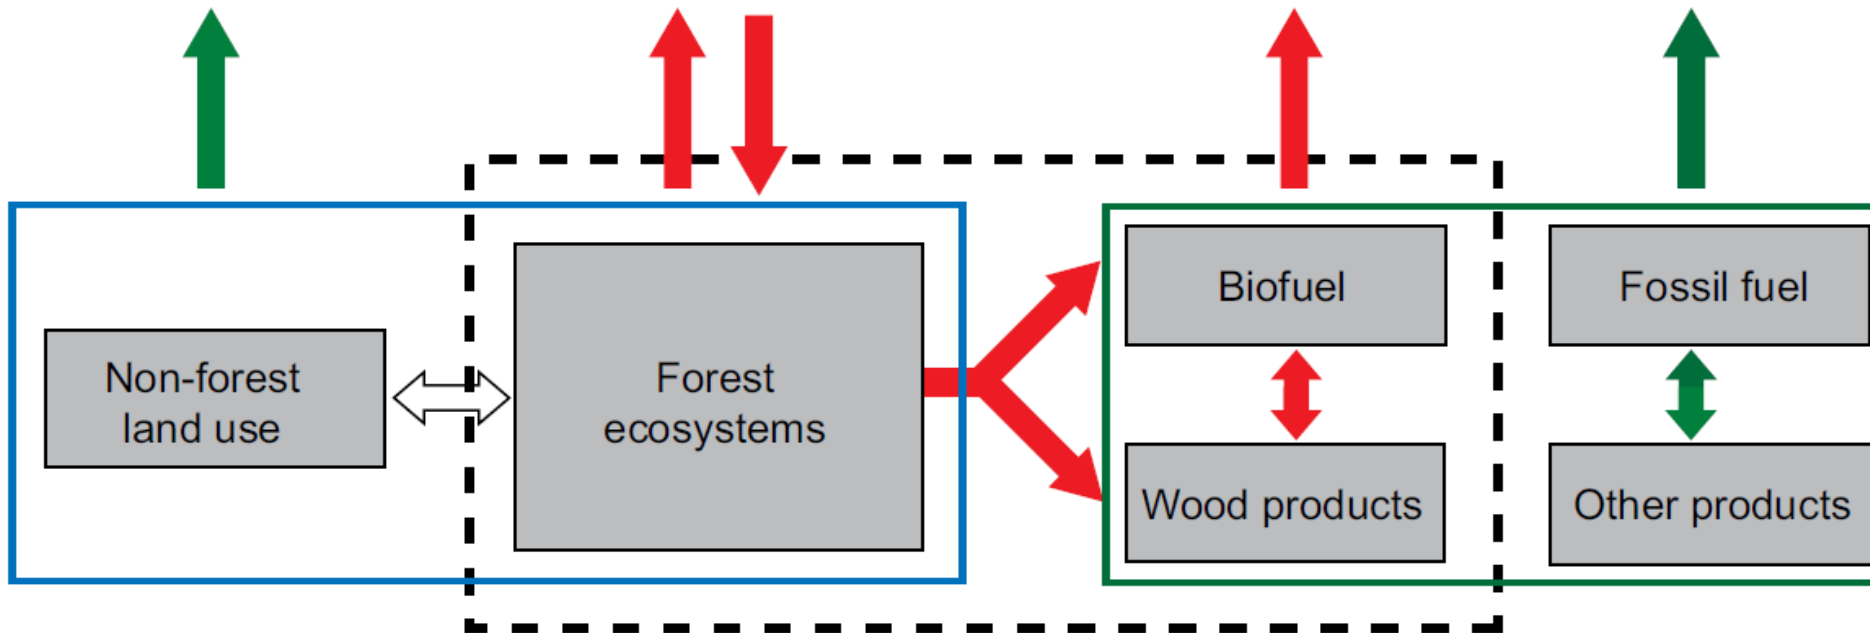 Non-forest
land use
Forest
ecosystems
Biofuel
Wood products
Fossil fuel
Other products